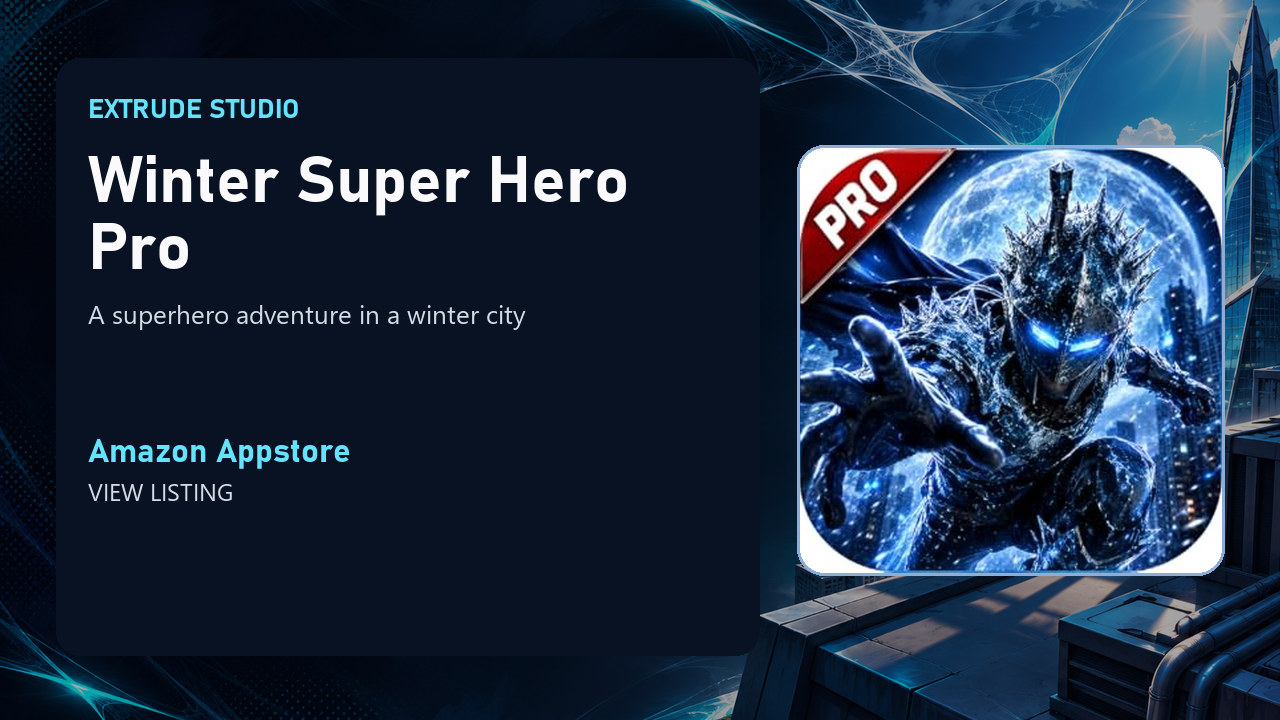 EXTRUDE STUDIO
Winter Super Hero
Pro
A superhero adventure in a winter city
Amazon Appstore
VIEW LISTING
PRO